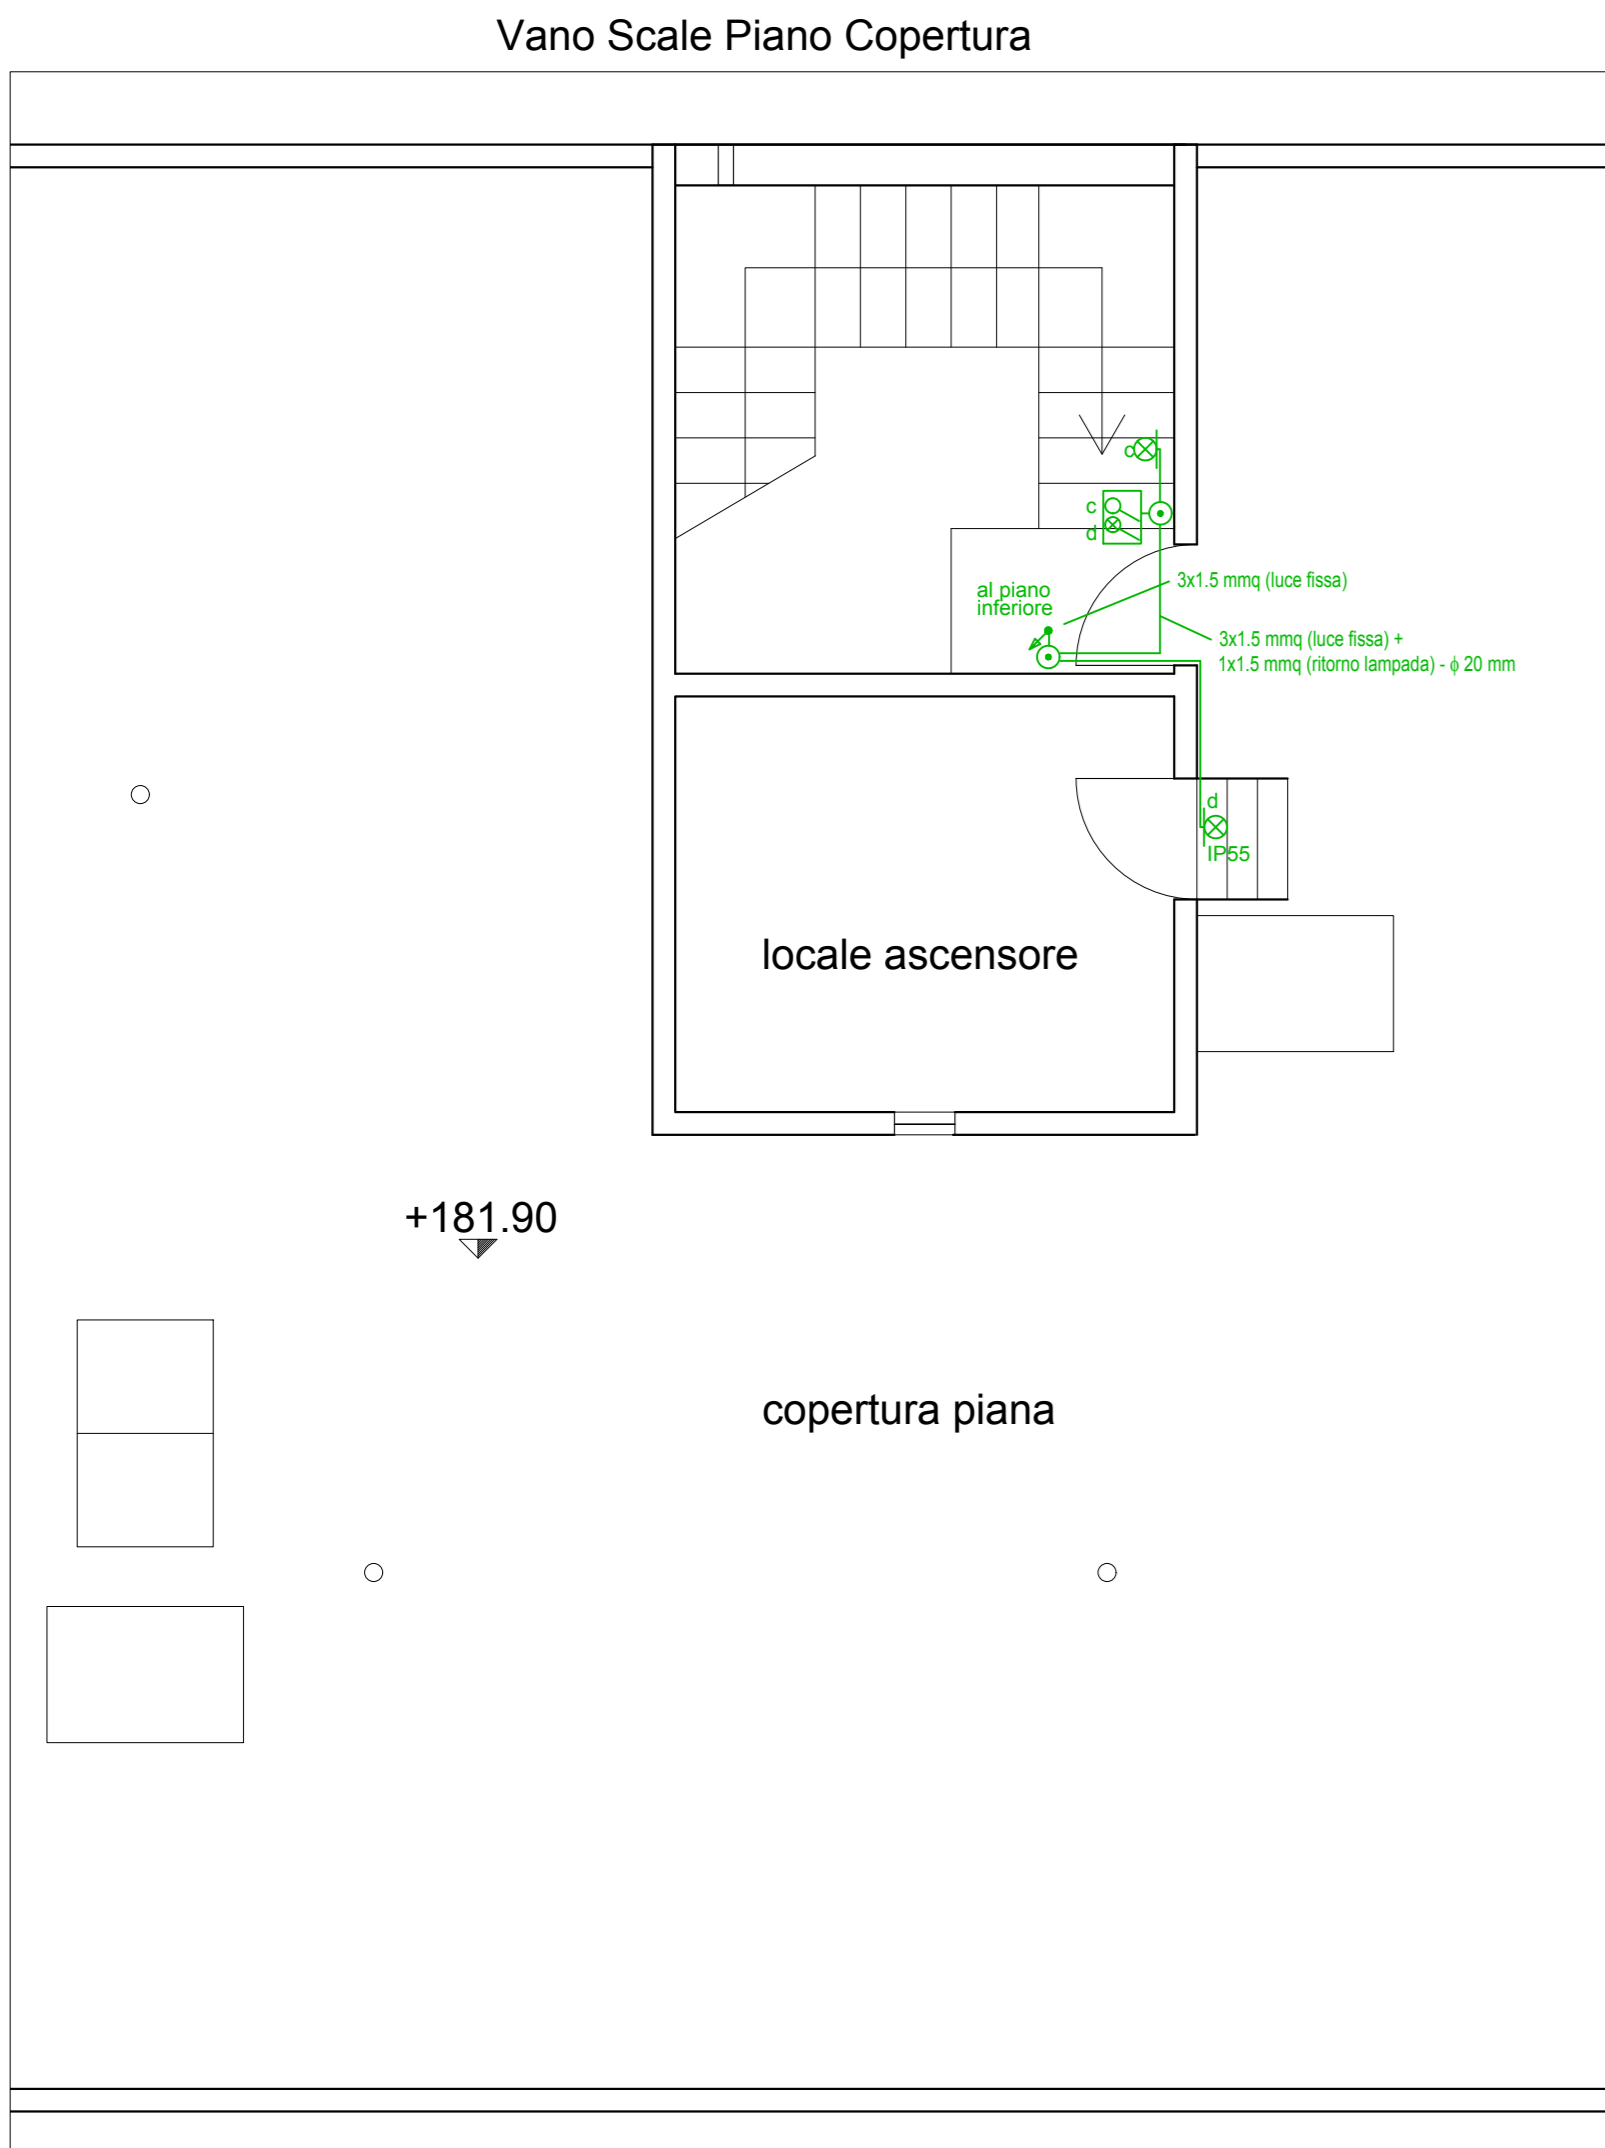 Vano Scale Piano Copertura
c
c
d
al piano
inferiore
3x1.5 mmq (luce fissa)
3x1.5 mmq (luce fissa) +
1x1.5 mmq (ritorno lampada) - ϕ 20 mm
d
IP55
locale ascensore
+181.90
copertura piana